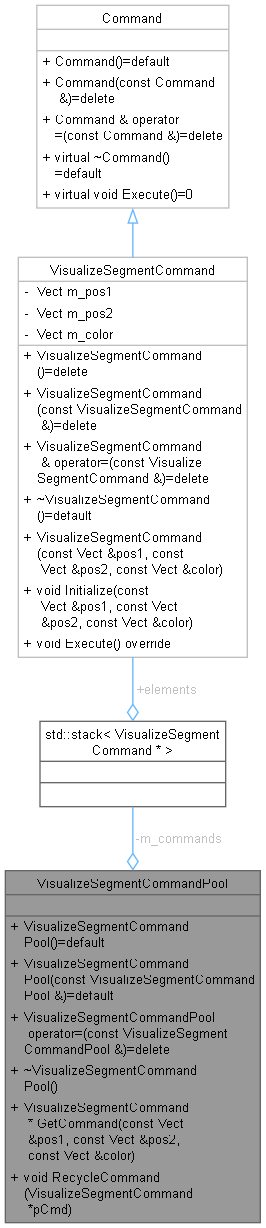 Command
+ Command()=default
+ Command(const Command
&)=delete
+ Command & operator
=(const Command &)=delete
+ virtual ~Command()
=default
+ virtual void Execute()=0
VisualizeSegmentCommand
- Vect m_pos1
- Vect m_pos2
- Vect m_color
+ VisualizeSegmentCommand
()=delete
+ VisualizeSegmentCommand
(const VisualizeSegmentCommand
&)=delete
+ VisualizeSegmentCommand
& operator=(const Visualize
SegmentCommand &)=delete
+ ~VisualizeSegmentCommand
()=default
+ VisualizeSegmentCommand
(const Vect &pos1, const
Vect &pos2, const Vect &color)
+ void Initialize(const
Vect &pos1, const Vect
&pos2, const Vect &color)
+ void Execute() override
+elements
std::stack< VisualizeSegment
Command * >
-m_commands
VisualizeSegmentCommandPool
+ VisualizeSegmentCommand
Pool()=default
+ VisualizeSegmentCommand
Pool(const VisualizeSegmentCommand
Pool &)=default
+ VisualizeSegmentCommandPool
operator=(const VisualizeSegment
CommandPool &)=delete
+ ~VisualizeSegmentCommand
Pool()
+ VisualizeSegmentCommand
* GetCommand(const Vect
&pos1, const Vect &pos2,
const Vect &color)
+ void RecycleCommand
(VisualizeSegmentCommand
*pCmd)